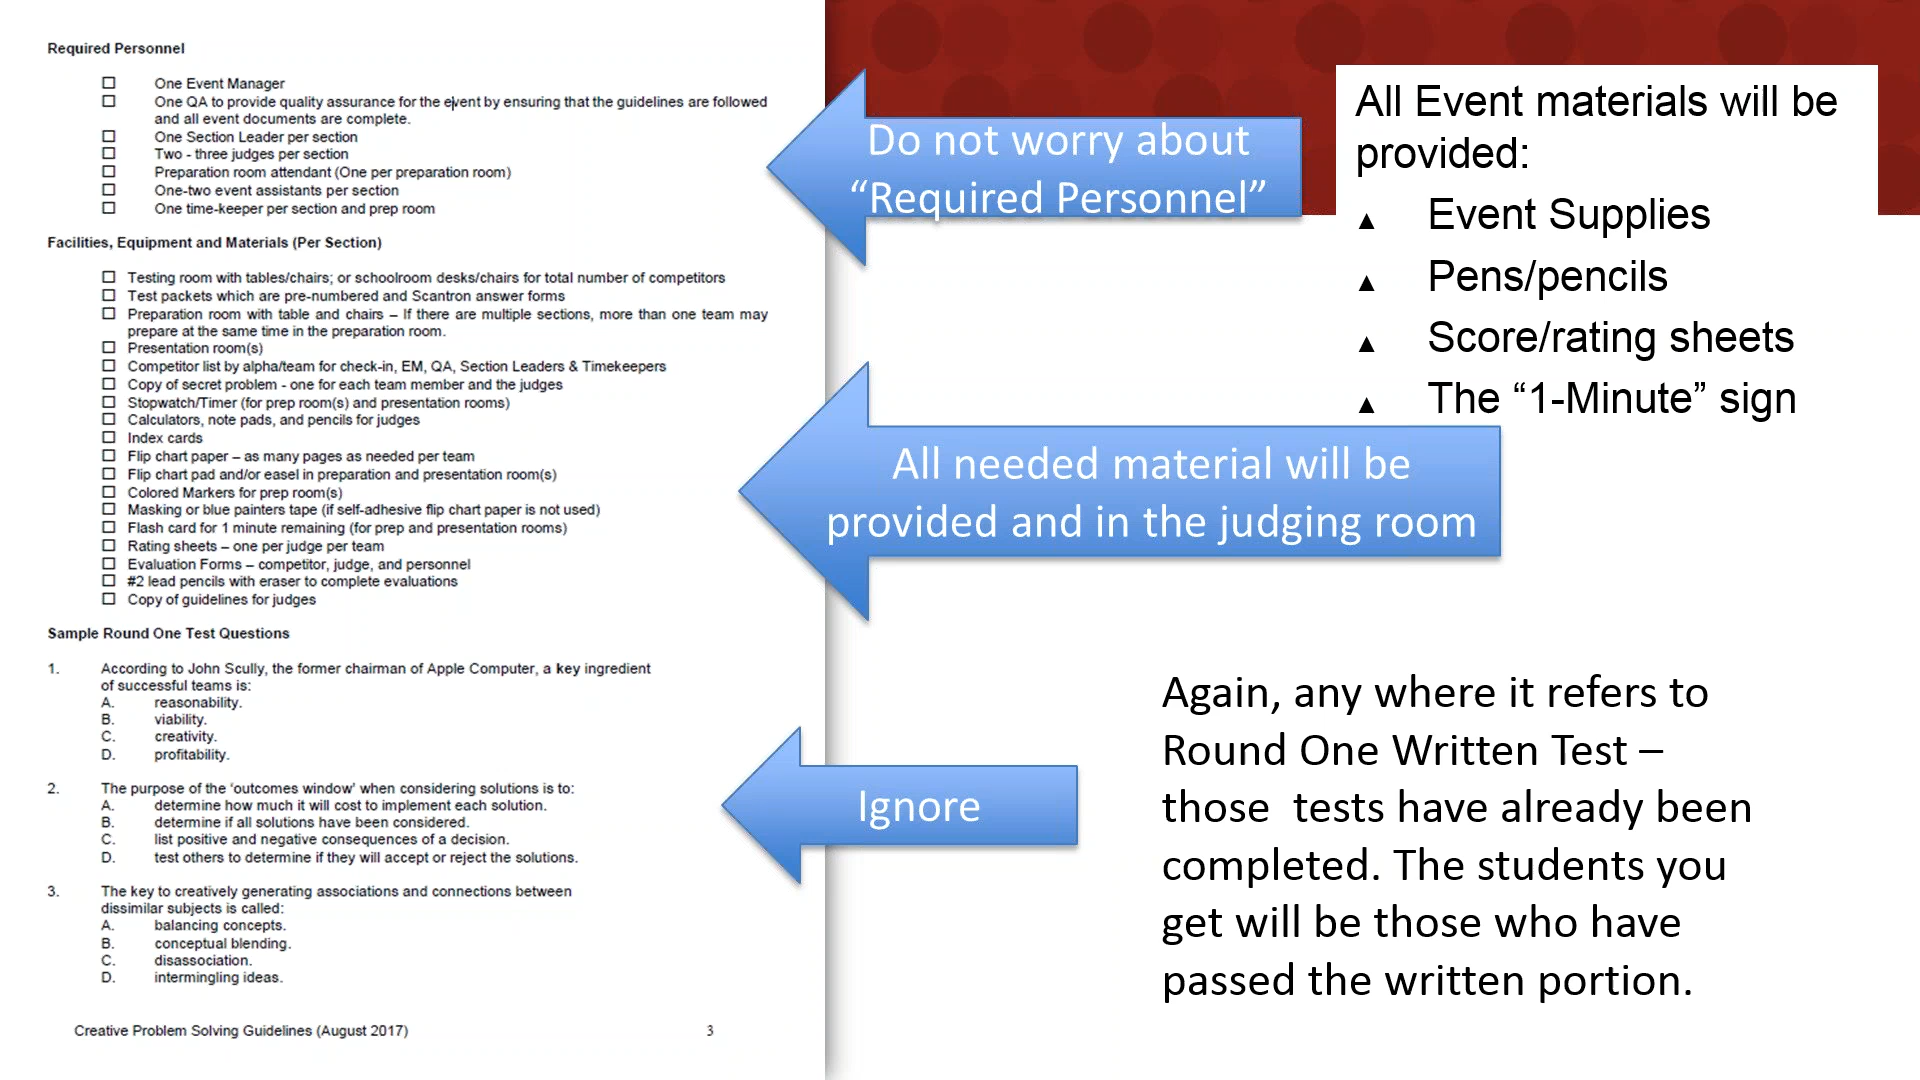 Required Personnel
☐ One Event Manager
☐ One QA to provide quality assurance for the event by ensuring that the guidelines are followed
and all event documents are complete.
☐ One Section Leader per section
☐ Two - three judges per section
☐ Preparation room attendant (One per preparation room)
☐ One-two event assistants per section
☐ One time-keeper per section and prep room
Facilities, Equipment and Materials (Per Section)
☐ Testing room with tables/chairs; or schoolroom desks/chairs for total number of competitors
☐ Test packets which are pre-numbered and Scantron answer forms
☐ Preparation room with table and chairs – If there are multiple sections, more than one team may
prepare at the same time in the preparation room.
☐ Presentation room(s)
☐ Competitor list by alpha/team for check-in, EM, QA, Section Leaders & Timekeepers
☐ Copy of secret problem - one for each team member and the judges
☐ Stopwatch/Timer (for prep room(s) and presentation rooms)
☐ Calculators, note pads, and pencils for judges
☐ Index cards
☐ Flip chart paper – as many pages as needed per team
☐ Flip chart pad and/or easel in preparation and presentation room(s)
☐ Colored Markers for prep room(s)
☐ Masking or blue painters tape (if self-adhesive flip chart paper is not used)
☐ Flash card for 1 minute remaining (for prep and presentation rooms)
☐ Rating sheets – one per judge per team
☐ Evaluation Forms – competitor, judge, and personnel
☐ #2 lead pencils with eraser to complete evaluations
☐ Copy of guidelines for judges
Sample Round One Test Questions
1. According to John Scully, the former chairman of Apple Computer, a key ingredient
of successful teams is:
A. reasonability.
B. viability.
C. creativity.
D. profitability.
2. The purpose of the ‘outcomes window’ when considering solutions is to:
A. determine how much it will cost to implement each solution.
B. determine if all solutions have been considered.
C. list positive and negative consequences of a decision.
D. test others to determine if they will accept or reject the solutions.
3. The key to creatively generating associations and connections between
dissimilar subjects is called:
A. balancing concepts.
B. conceptual blending.
C. disassociation.
D. intermingling ideas.
Creative Problem Solving Guidelines (August 2017) 3
Do not worry about
“Required Personnel”
All Event materials will be
provided:
▲ Event Supplies
▲ Pens/pencils
▲ Score/rating sheets
▲ The “1-Minute” sign
All needed material will be
provided and in the judging room
Ignore
Again, any where it refers to
Round One Written Test –
those  tests have already been
completed. The students you
get will be those who have
passed the written portion.